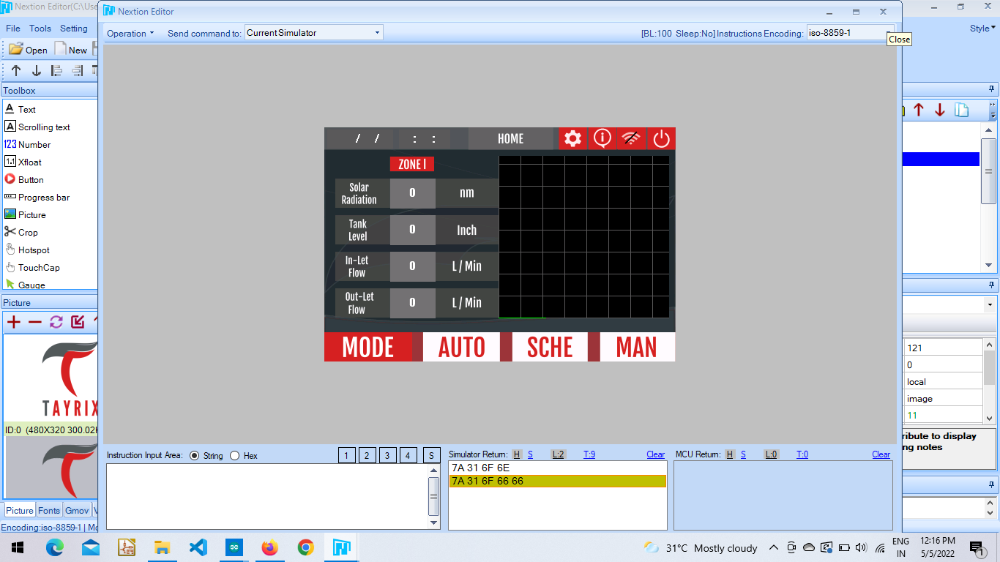 Nextion Editor(C:\Use
Nextion Editor
File Tools Setting
Style
Operation Send command to: Current Simulator
[BL:100 Sleep:No] Instructions Encoding: iso-8859-1
Close
Open New
Toolbox
Text
Scrolling text
Number
Xfloat
Button
Progress bar
Picture
Crop
Hotspot
TouchCap
Gauge
/ / : : HOME
ZONE I
Solar
Radiation
0 nm
Tank
Level
0 Inch
In-Let
Flow
0 L / Min
Out-Let
Flow
0 L / Min
MODE AUTO SCHE MAN
Picture
TAYRIX
ID:0 (480X320 300.02K
Picture Fonts Gmov V
Encoding:iso-8859-1 | Mo
121
0
local
image
11
ribute to display
ng notes
Instruction Input Area: String Hex
1 2 3 4 S
Simulator Return: H S L:2 T:9 Clear
7A 31 6F 6E
7A 31 6F 66 66
MCU Return: H S L:0 T:0 Clear
31°C Mostly cloudy
ENG
IN
12:16 PM
5/5/2022
1